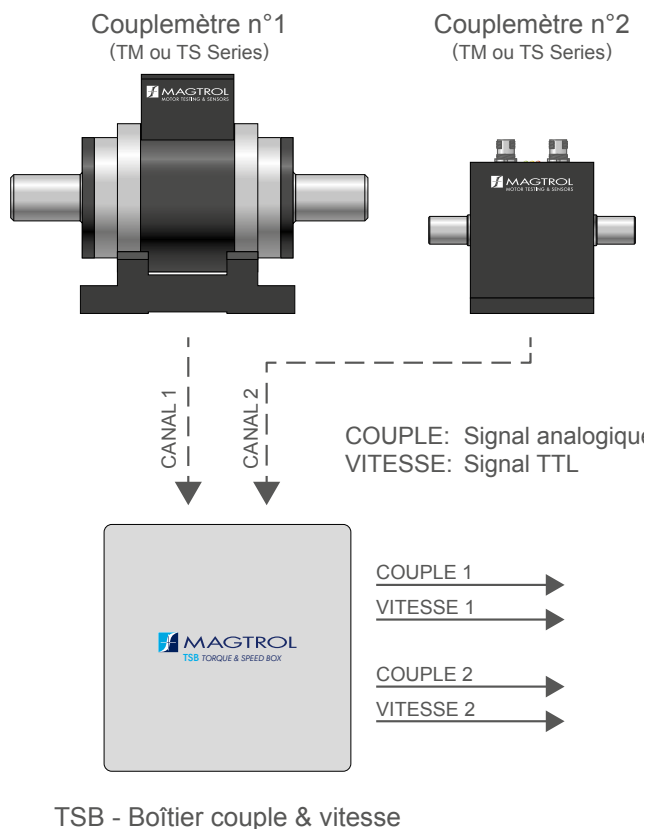 Couplemètre n°1
(TM ou TS Series)
Couplemètre n°2
(TM ou TS Series)
MAGTROL
MOTOR TESTING & SENSORS
MAGTROL
MOTOR TESTING & SENSORS
CANAL 1
CANAL 2
COUPLE: Signal analogique
VITESSE: Signal TTL
MAGTROL
TSB TORQUE & SPEED BOX
COUPLE 1
VITESSE 1
COUPLE 2
VITESSE 2
TSB - Boîtier couple & vitesse